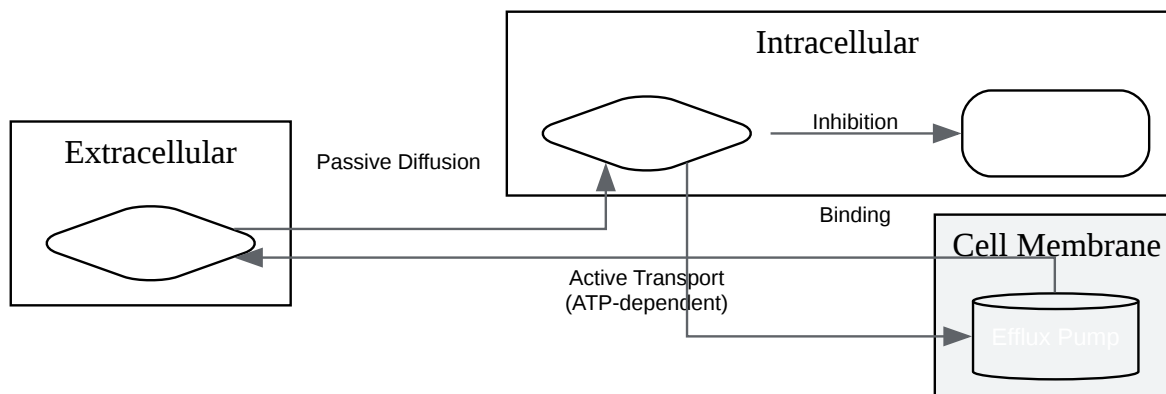 Intracellular
Inhibition
Extracellular
Passive Diffusion
Binding
Cell Membrane
Active Transport
(ATP-dependent)
Efflux Pump